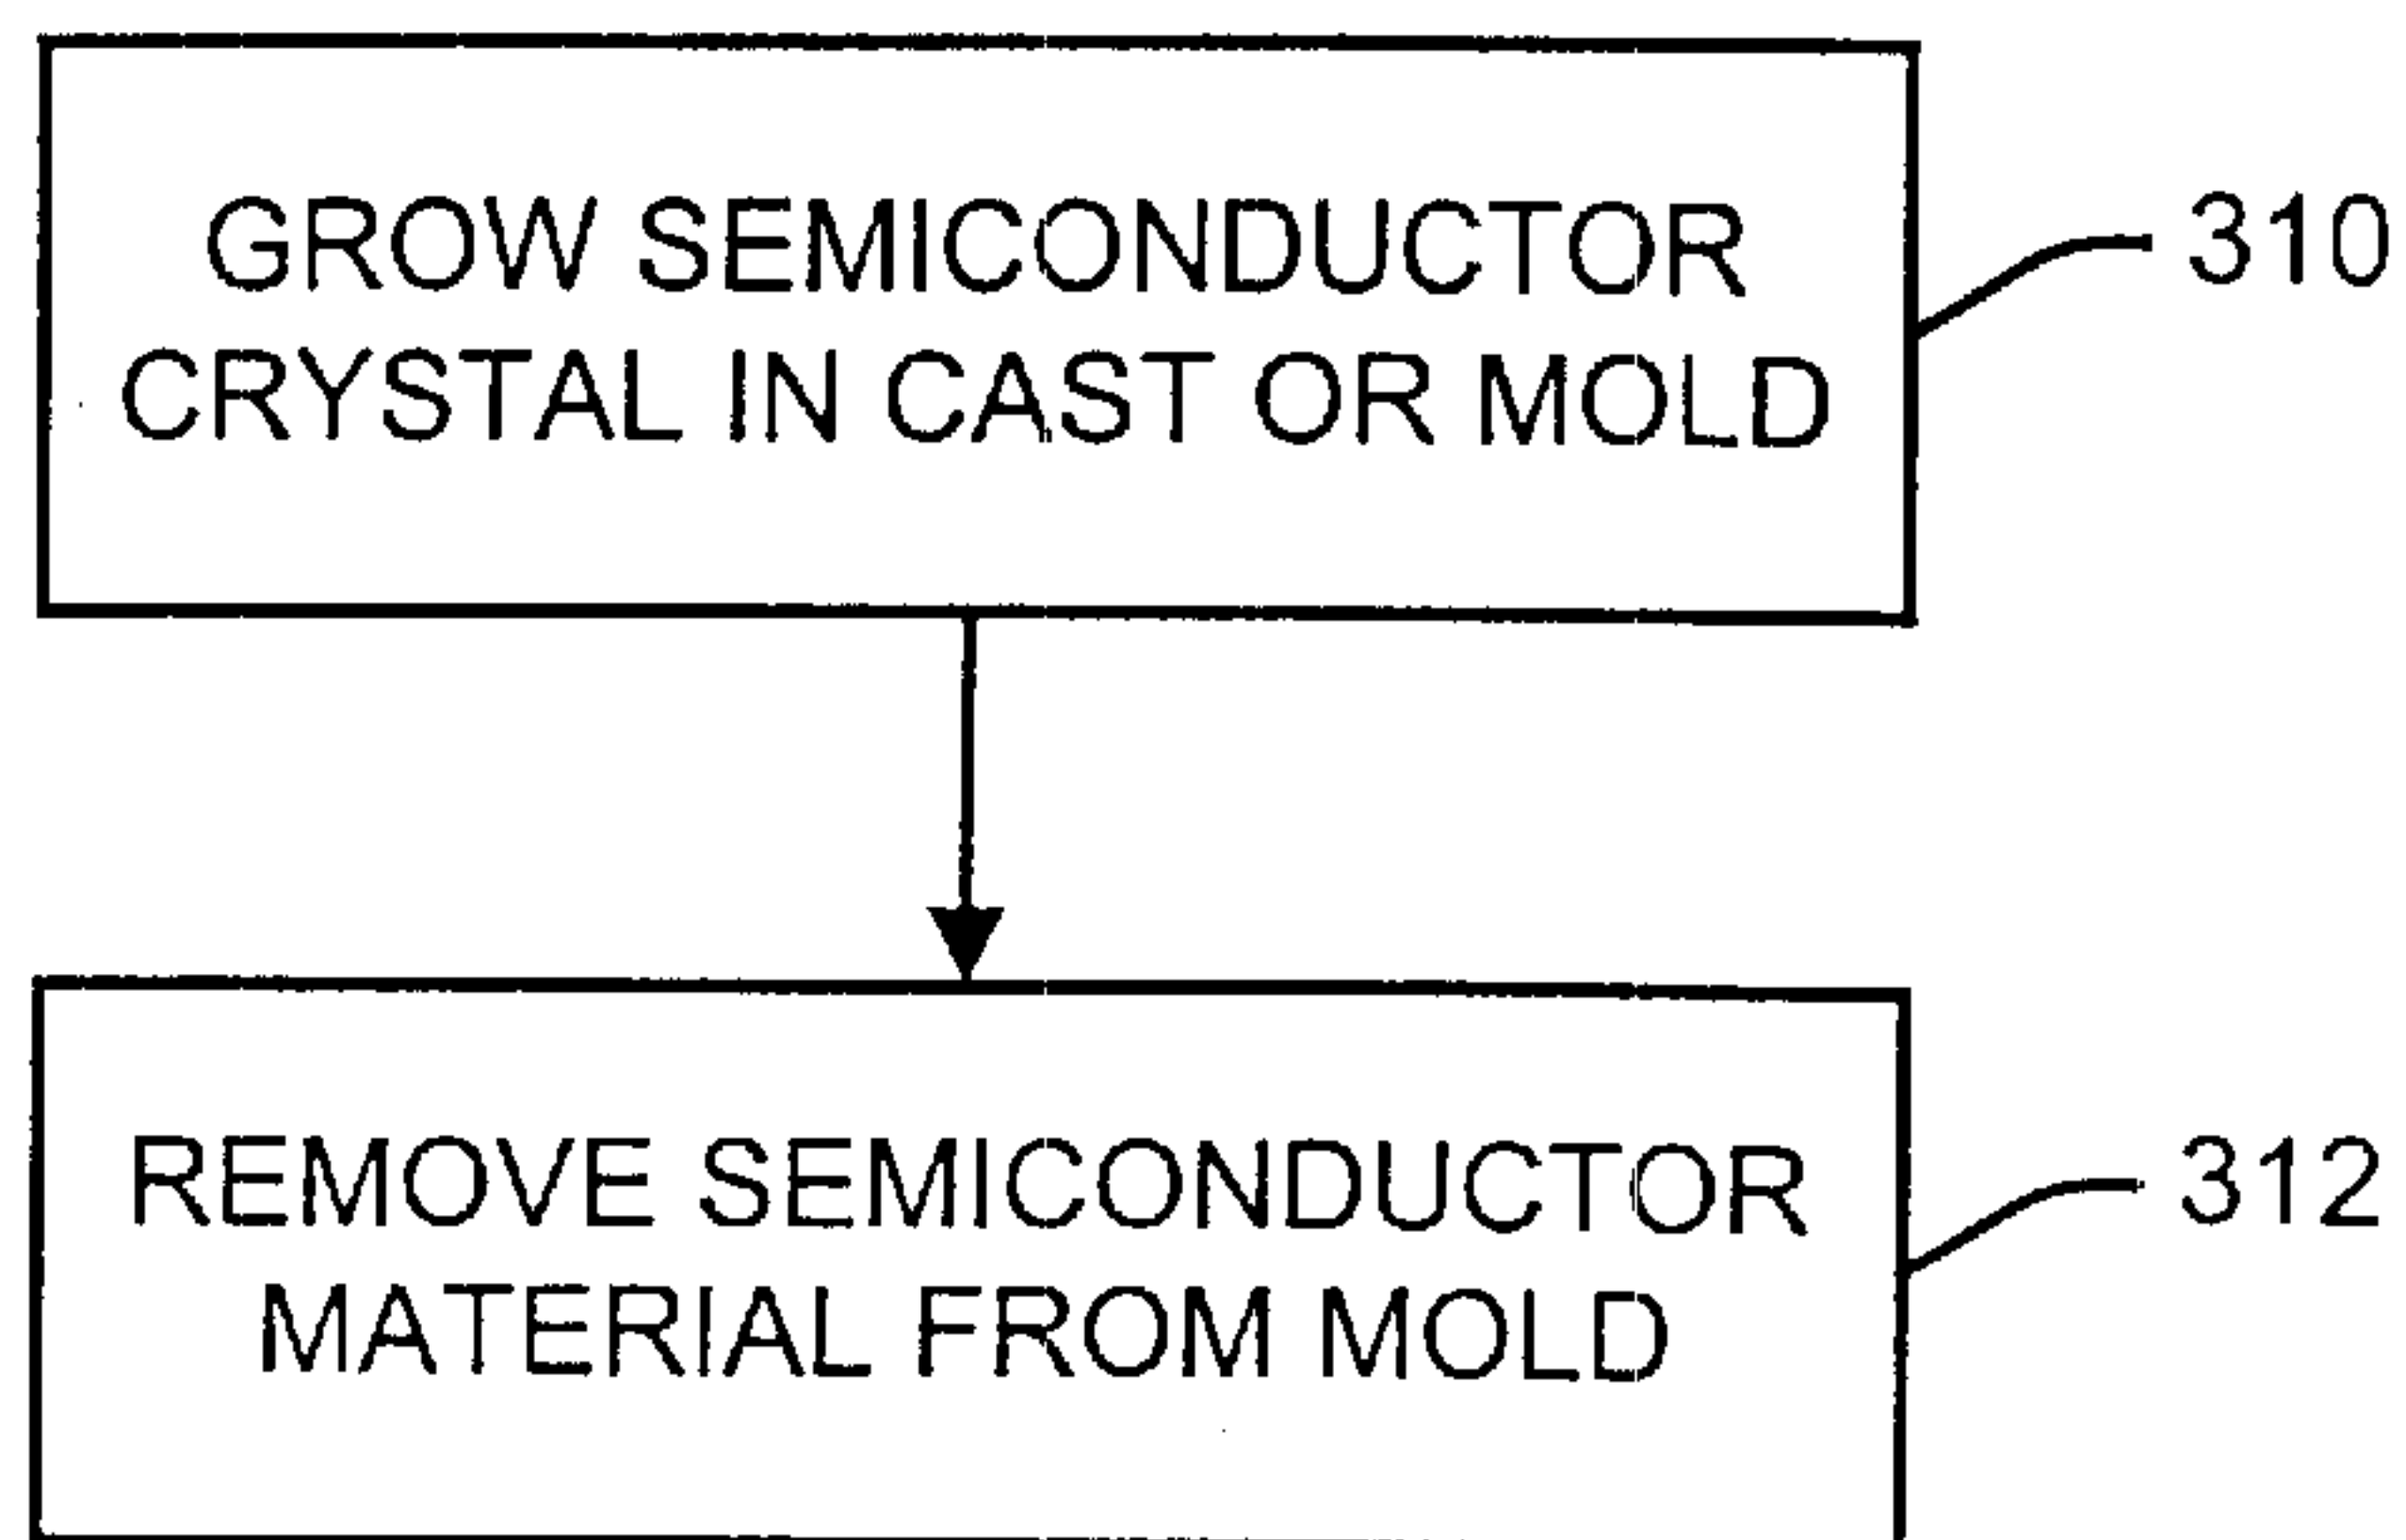 GROW SEMICONDUCTOR
CRYSTAL IN CAST OR MOLD
310
REMOVE SEMICONDUCTOR
MATERIAL FROM MOLD
312